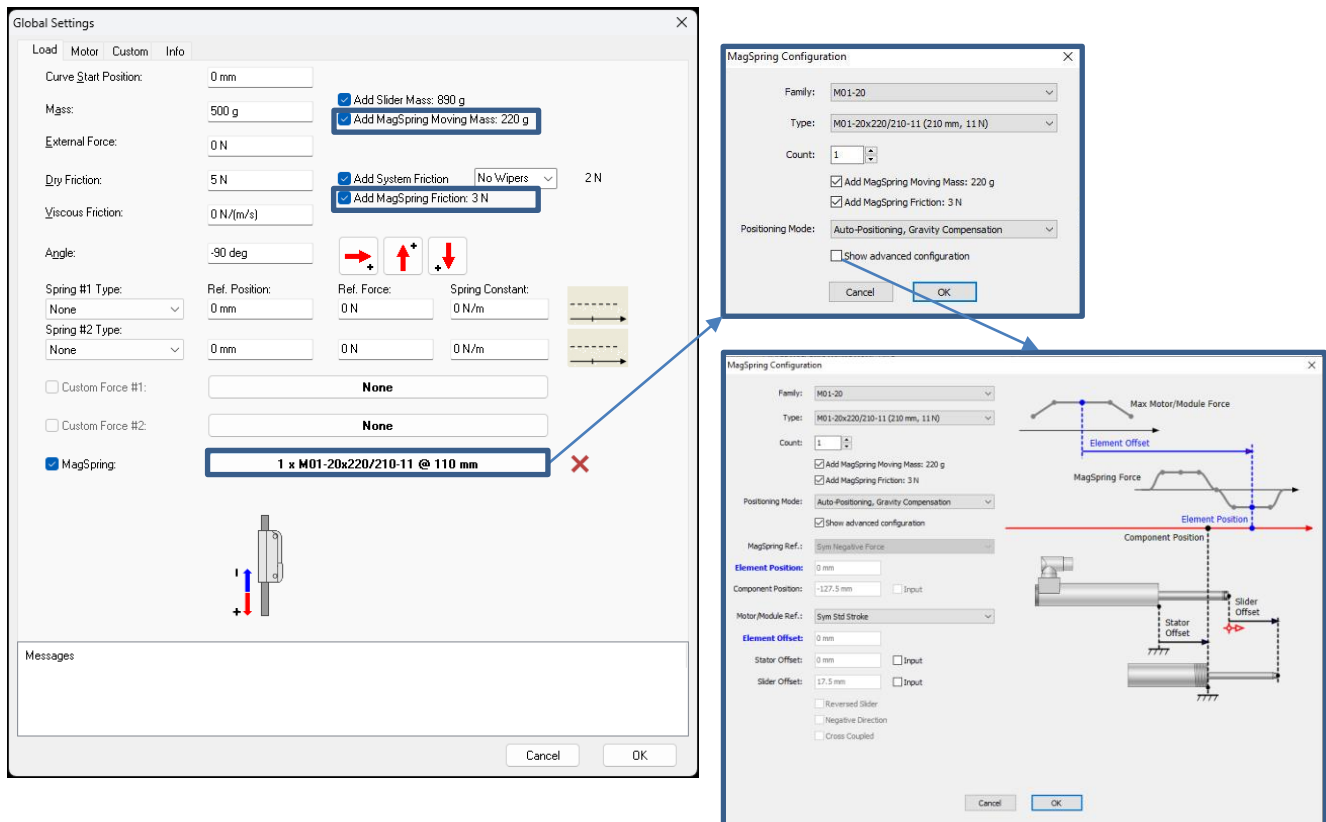 Global Settings
Load Motor Custom Info
Curve Start Position: 0 mm
Mass: 500 g
Add Slider Mass: 890 g
Add MagSpring Moving Mass: 220 g
External Force: 0 N
Dry Friction: 5 N
Add System Friction No Wipers 2 N
Add MagSpring Friction: 3 N
Viscous Friction: 0 N/(m/s)
Angle: -90 deg
+ + +
Spring #1 Type: Ref. Position: Ref. Force: Spring Constant:
None 0 mm 0 N 0 N/m
Spring #2 Type:
None 0 mm 0 N 0 N/m
Custom Force #1: None
Custom Force #2: None
MagSpring: 1 x M01-20x220/210-11 @ 110 mm
-
+
Messages
Cancel OK
MagSpring Configuration
Family: M01-20
Type: M01-20x220/210-11 (210 mm, 11 N)
Count: 1
Add MagSpring Moving Mass: 220 g
Add MagSpring Friction: 3 N
Positioning Mode: Auto-Positioning, Gravity Compensation
Show advanced configuration
Cancel OK
MagSpring Configuration
Family: M01-20
Type: M01-20x220/210-11 (210 mm, 11 N)
Count: 1
Add MagSpring Moving Mass: 220 g
Add MagSpring Friction: 3 N
Positioning Mode: Auto-Positioning, Gravity Compensation
Show advanced configuration
MagSpring Ref.: Sym Negative Force
Element Position: 0 mm
Component Position: -127.5 mm Input
Motor/Module Ref.: Sym Std Stroke
Element Offset: 0 mm
Stator Offset: 0 mm Input
Slider Offset: 17.5 mm Input
Reversed Slider
Negative Direction
Cross Coupled
Max Motor/Module Force
Element Offset
MagSpring Force
Element Position
Component Position
Slider
Offset
Stator
Offset
Cancel OK